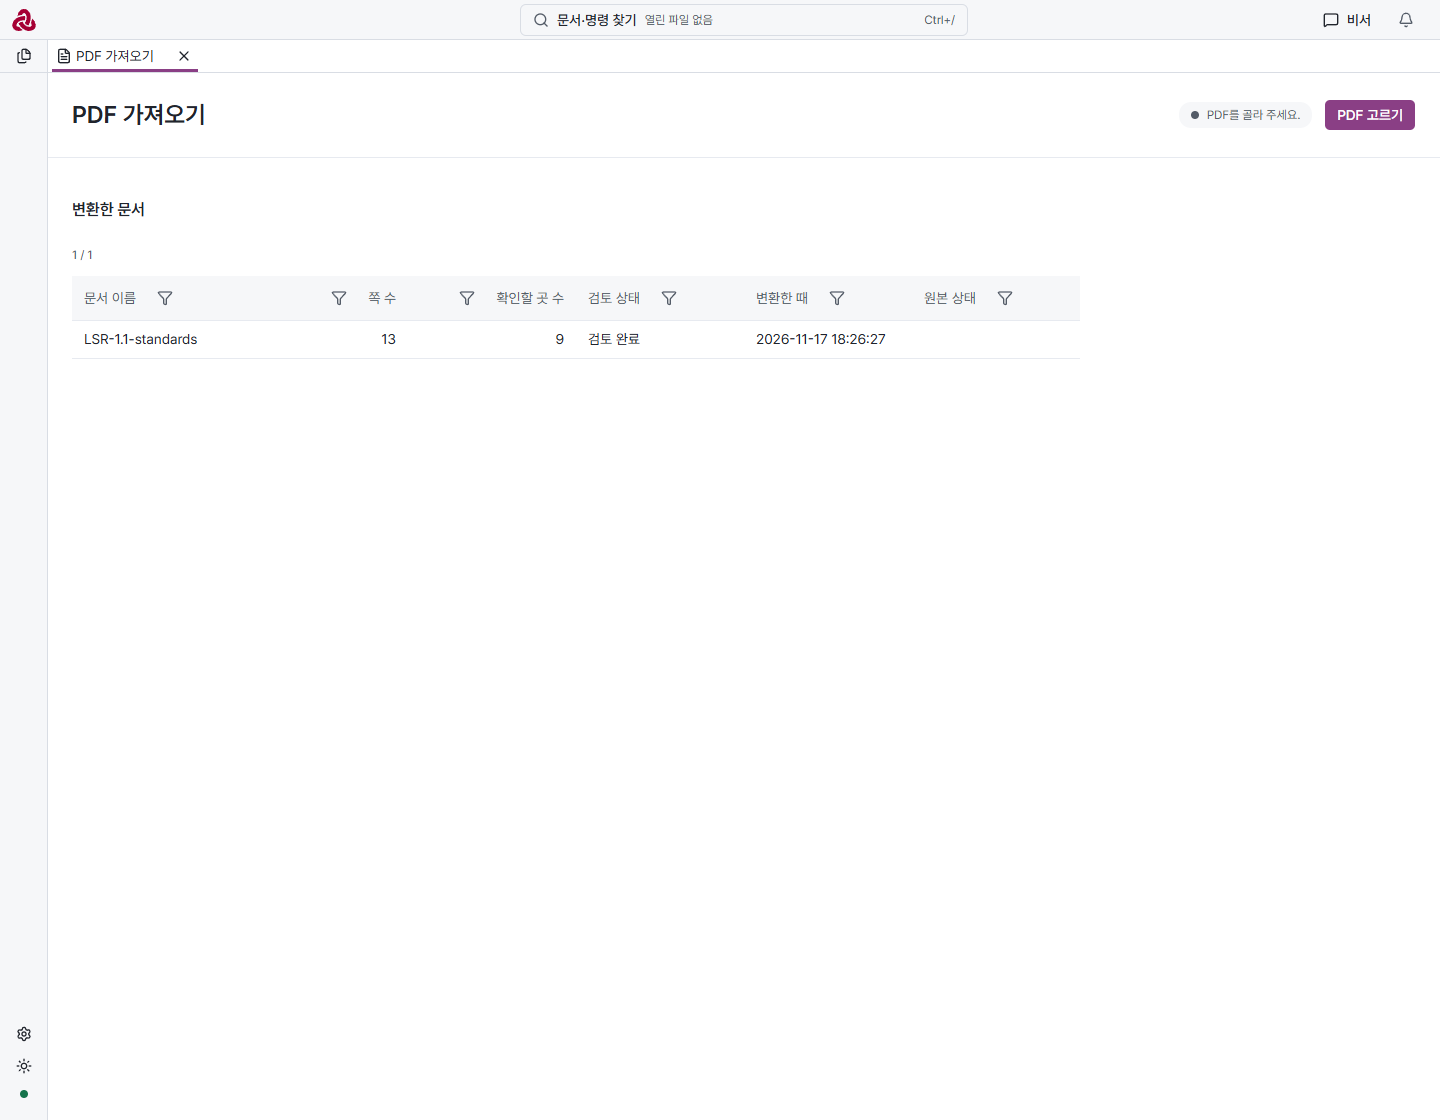 문서·명령 찾기 열린 파일 없음 Ctrl+/ 비서
PDF 가져오기
PDF 가져오기 PDF를 골라 주세요. PDF 고르기
변환한 문서
1 / 1
문서 이름 쪽 수 확인할 곳 수 검토 상태 변환한 때 원본 상태
LSR-1.1-standards 13 9 검토 완료 2026-11-17 18:26:27